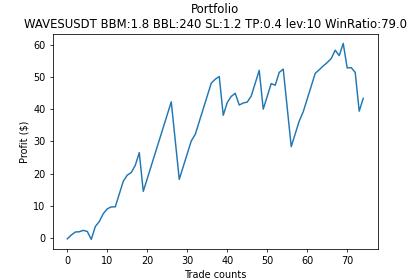 Portfolio
WAVESUSDT BBM:1.8 BBL:240 SL:1.2 TP:0.4 lev:10 WinRatio:79.0
Profit ($)
60
50
40
30
20
10
0
0 10 20 30 40 50 60 70
Trade counts